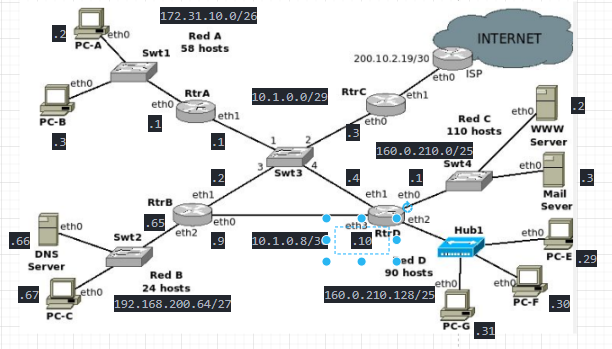 172.31.10.0/26
.2
PC-A
eth0
Swt1
Red A
58 hosts
INTERNET
200.10.2.19/30
eth0
ISP
eth0
PC-B
.3
eth0
RtrA
eth1
.1
.1
10.1.0.0/29
RtrC
eth1
eth0
.3
Red C
110 hosts
eth0
.2
WWW
Server
160.0.210.0/25
1
2
3
4
Swt3
Swt4
eth0
.3
Mail
Sever
.2
.4
.1
eth1
eth1
eth0
RtrB
.65
eth0
eth2
.9
10.1.0.8/30
eth3
.10
RtrD
eth2
Hub1
eth0
PC-E
.29
.66
eth0
DNS
Server
Swt2
Red B
24 hosts
192.168.200.64/27
.67
eth0
PC-C
Red D
90 hosts
160.0.210.128/25
eth0
PC-G
.31
eth0
PC-F
.30